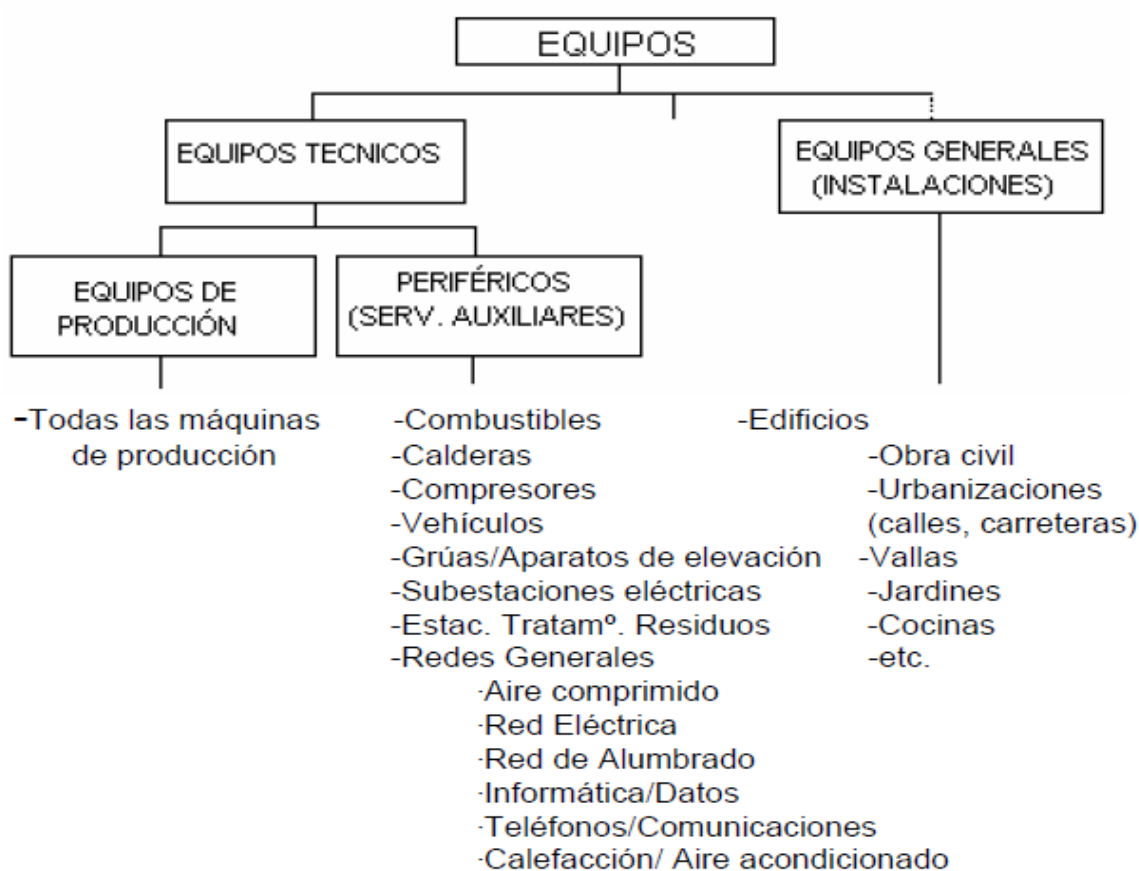 EQUIPOS
EQUIPOS TECNICOS
EQUIPOS GENERALES
(INSTALACIONES)
EQUIPOS DE
PRODUCCIÓN
PERIFÉRICOS
(SERV. AUXILIARES)
-Todas las máquinas
de producción
-Combustibles
-Calderas
-Compresores
-Vehículos
-Grúas/Aparatos de elevación
-Subestaciones eléctricas
-Estac. Tratamº. Residuos
-Redes Generales
·Aire comprimido
·Red Eléctrica
·Red de Alumbrado
·Informática/Datos
·Teléfonos/Comunicaciones
·Calefacción/ Aire acondicionado
-Edificios
-Obra civil
-Urbanizaciones
(calles, carreteras)
-Vallas
-Jardines
-Cocinas
-etc.